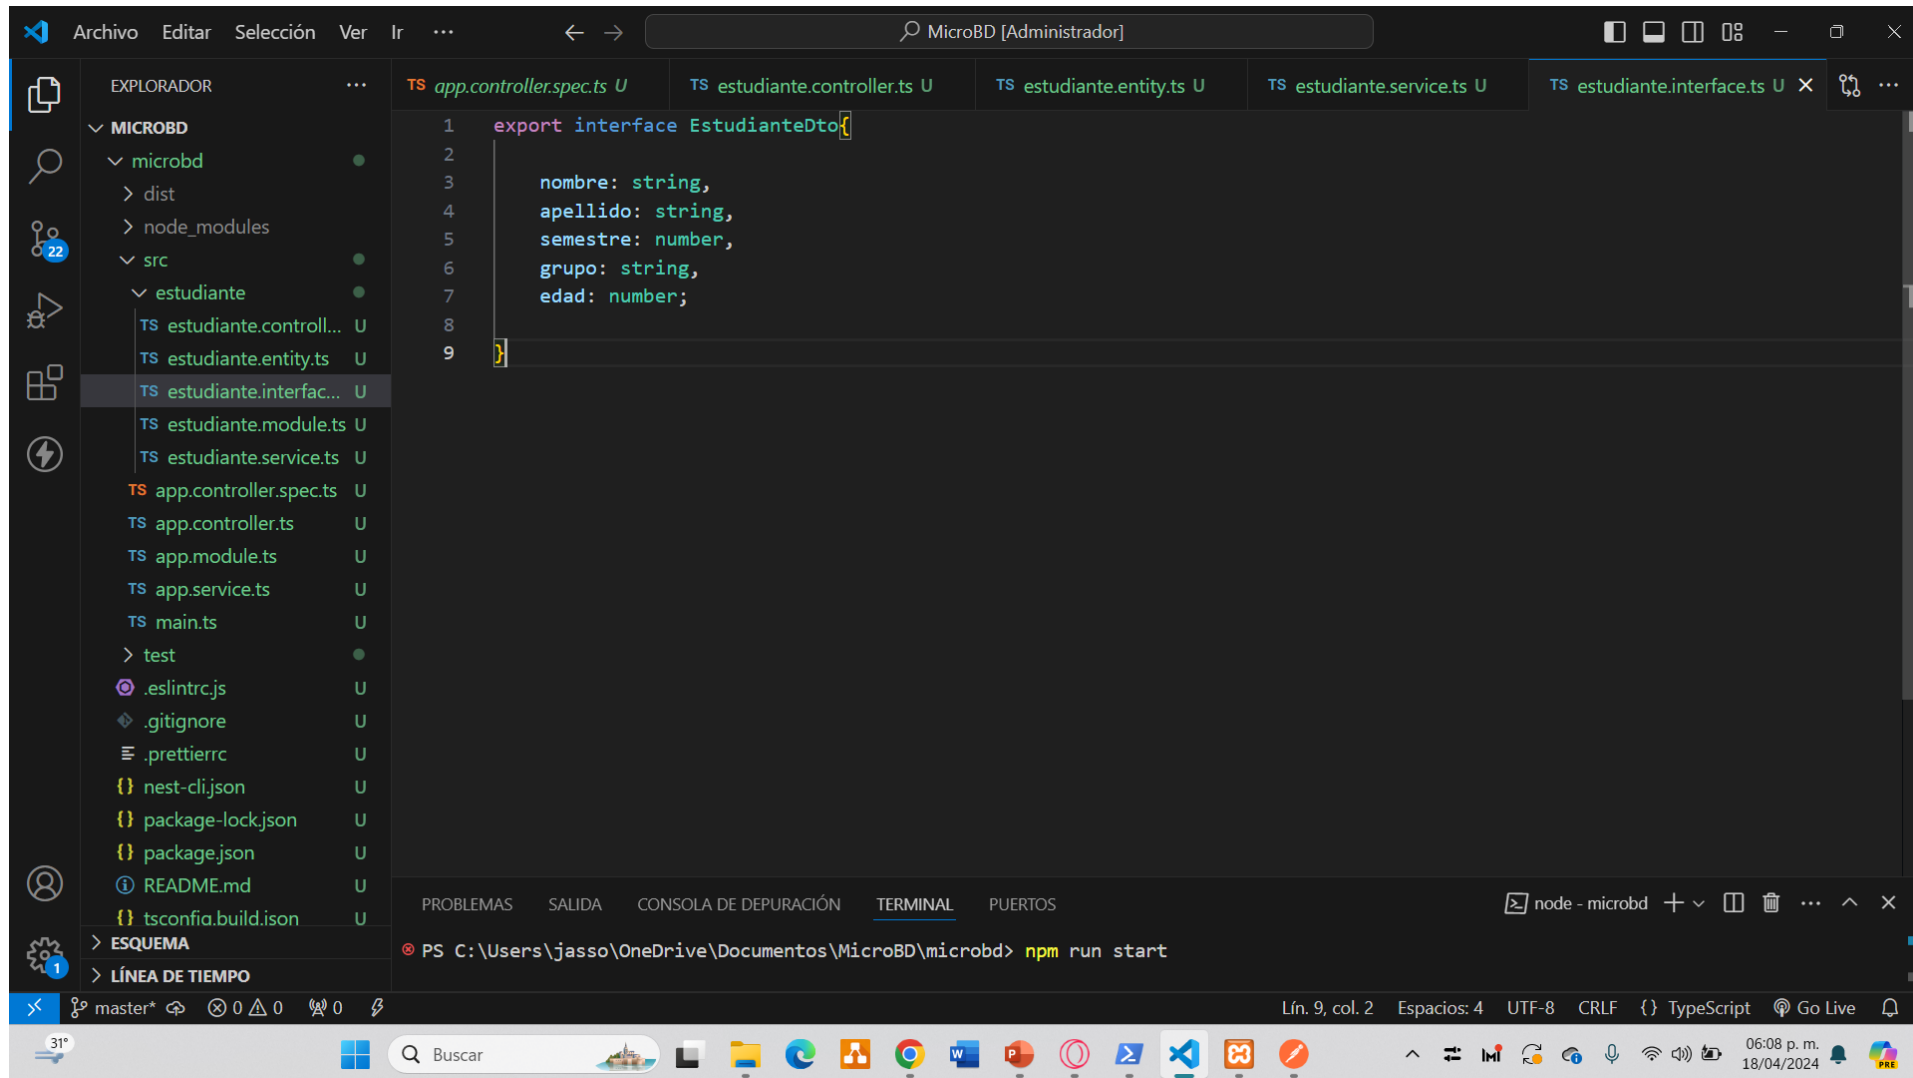 Archivo Editar Selección Ver Ir ··· MicroBD [Administrador]
EXPLORADOR ···
TS app.controller.spec.ts U TS estudiante.controller.ts U TS estudiante.entity.ts U TS estudiante.service.ts U TS estudiante.interface.ts U
MICROBD
microbd
dist
node_modules
22
src
estudiante
TS estudiante.controll... U
TS estudiante.entity.ts U
TS estudiante.interfac... U
TS estudiante.module.ts U
TS estudiante.service.ts U
TS app.controller.spec.ts U
TS app.controller.ts U
TS app.module.ts U
TS app.service.ts U
TS main.ts U
test
.eslintrc.js U
.gitignore U
.prettierrc U
{} nest-cli.json U
{} package-lock.json U
{} package.json U
README.md U
{} tsconfig.build.json U
ESQUEMA
1
LÍNEA DE TIEMPO
1 export interface EstudianteDto{
2
3 nombre: string,
4 apellido: string,
5 semestre: number,
6 grupo: string,
7 edad: number;
8
9 }
PROBLEMAS SALIDA CONSOLA DE DEPURACIÓN TERMINAL PUERTOS node - microbd
PS C:\Users\jasso\OneDrive\Documentos\MicroBD\microbd> npm run start
master* 0 0 0 Lín. 9, col. 2 Espacios: 4 UTF-8 CRLF {} TypeScript Go Live
31° Buscar 06:08 p. m.
18/04/2024
PRE